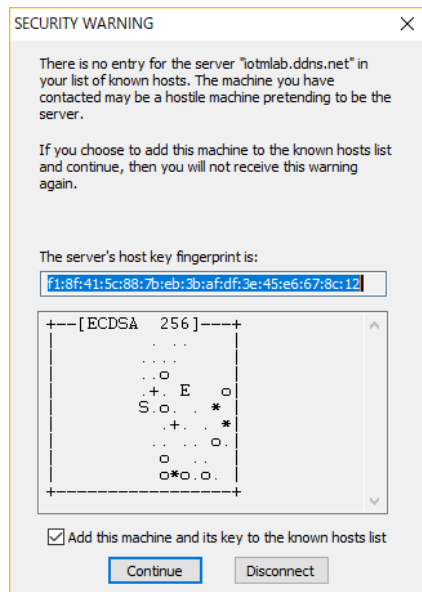 SECURITY WARNING
There is no entry for the server "iotmlab.ddns.net" in
your list of known hosts. The machine you have
contacted may be a hostile machine pretending to be the
server.
If you choose to add this machine to the known hosts list
and continue, then you will not receive this warning
again.
The server's host key fingerprint is:
f1:8f:41:5c:88:7b:eb:3b:af:df:3e:45:e6:67:8c:12
+--[ECDSA  256]---+
|          . ..   |
|         . . . . |
|         . . o   |
|         .+. E  o|
|        S.o. . * |
|          .+. . *|
|         .. .. o.|
|          o  ..  |
|          o*o.o. |
+-----------------+
Add this machine and its key to the known hosts list
Continue
Disconnect